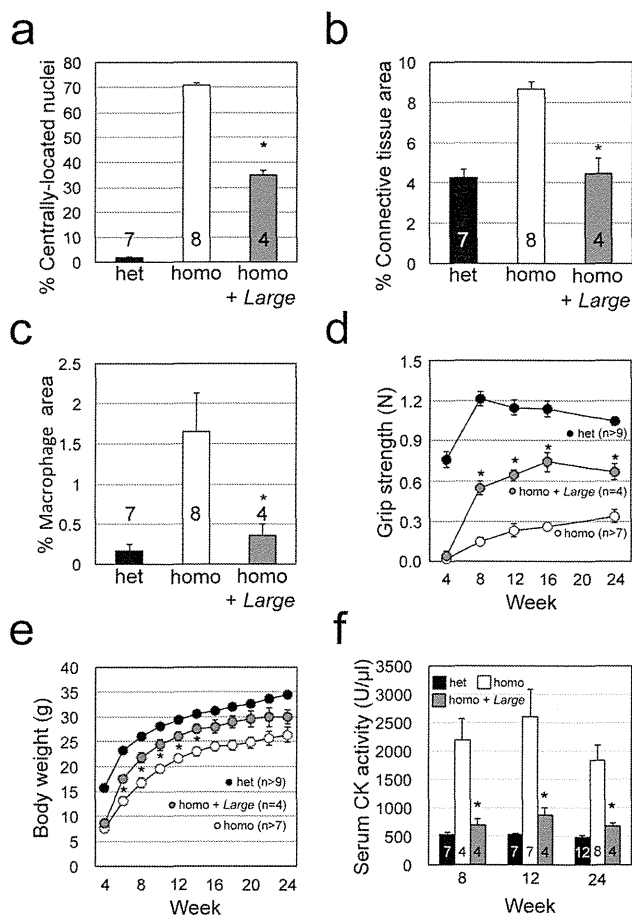 a
% Centrally-located nuclei
80
70
60
50
40
30
20
10
0
7
8
*
4
het
homo
homo
+ Large
b
% Connective tissue area
10
8
6
4
2
0
7
8
*
4
het
homo
homo
+ Large
c
% Macrophage area
2.5
2
1.5
1
0.5
0
7
8
*
4
het
homo
homo
+ Large
d
Grip strength (N)
1.5
1.2
0.9
0.6
0.3
0.0
het (n>9)
* * * *
homo + Large (n=4)
homo (n>7)
4 8 12 16 24
Week
e
Body weight (g)
40
35
30
25
20
15
10
5
0
* * * * *
het (n>9)
homo + Large (n=4)
homo (n>7)
4 8 12 16 20 24
Week
f
Serum CK activity (U/μl)
3500
3000
2500
2000
1500
1000
500
0
het homo
homo + Large
* * *
7 4 4 7 7 4 12 8 4
8 12 24
Week